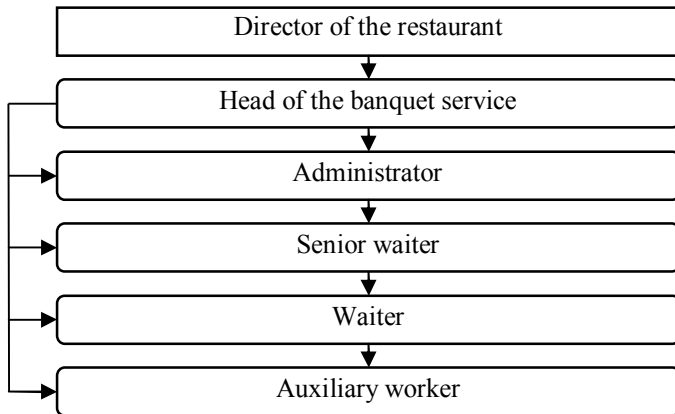 Director of the restaurant
Head of the banquet service
Administrator
Senior waiter
Waiter
Auxiliary worker